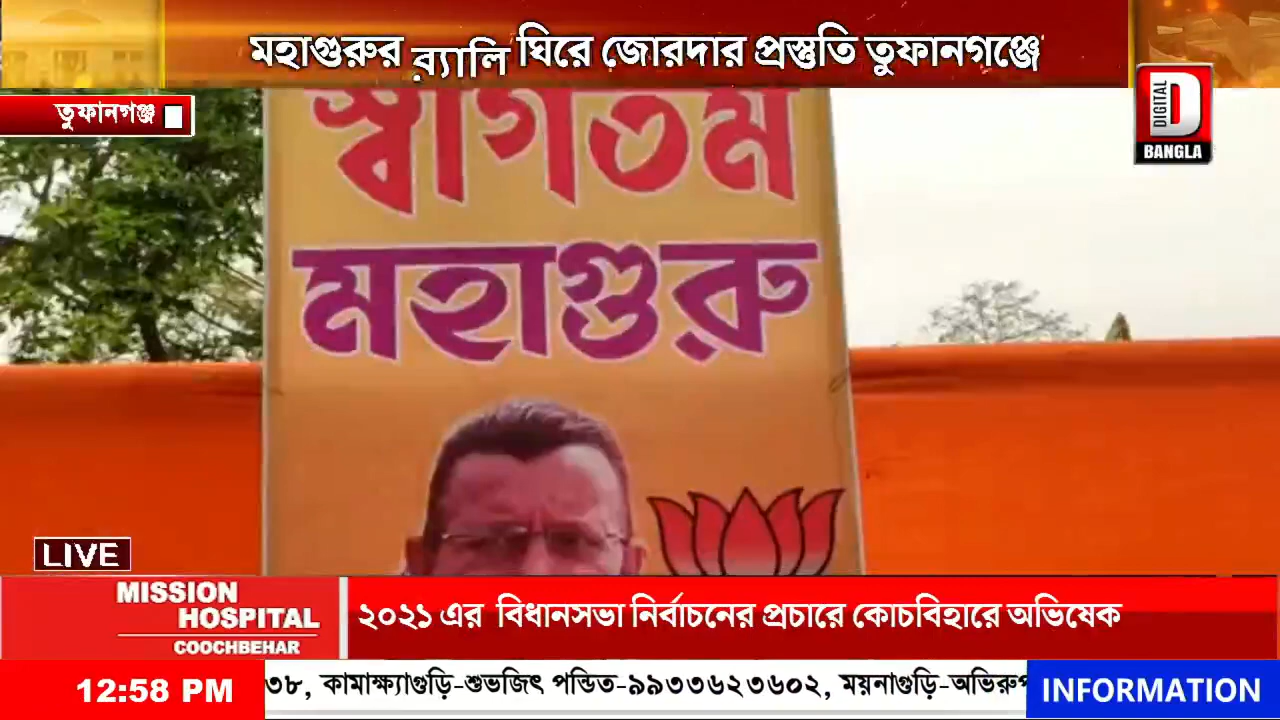 মহাগুরুর র‍্যালি ঘিরে জোরদার প্রস্তুতি তুফানগঞ্জে
তুফানগঞ্জ
DIGITAL
D
BANGLA
স্বাগতম
মহাগুরু
LIVE
MISSION
HOSPITAL
COOCHBEHAR
২০২১ এর বিধানসভা নির্বাচনের প্রচারে কোচবিহারে অভিষেক
12:58 PM
৩৮, কামাক্ষ্যাগুড়ি-শুভজিৎ পন্ডিত-৯৯৩৩৬২৩৬০২, ময়নাগুড়ি-অভিরুপ
INFORMATION